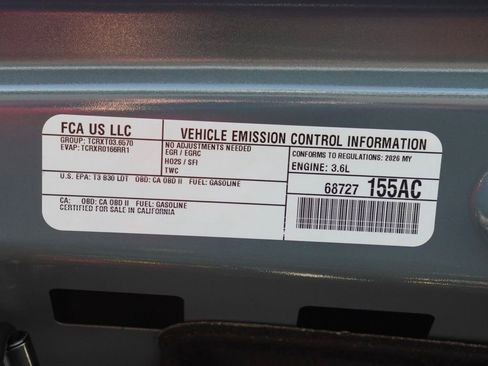 FCA US LLC
GROUP: TCRXT03.6570
EVAP: TCRXR0166RR1
VEHICLE EMISSION CONTROL INFORMATION
NO ADJUSTMENTS NEEDED
EGR / EGRC
HO2S / SFI
TWC
CONFORMS TO REGULATIONS: 2026 MY
ENGINE: 3.6L
U.S. EPA: T3 B30 LDT OBD: CA OBD II FUEL: GASOLINE
CA: OBD: CA OBD II FUEL: GASOLINE
CERTIFIED FOR SALE IN CALIFORNIA
68727 155AC